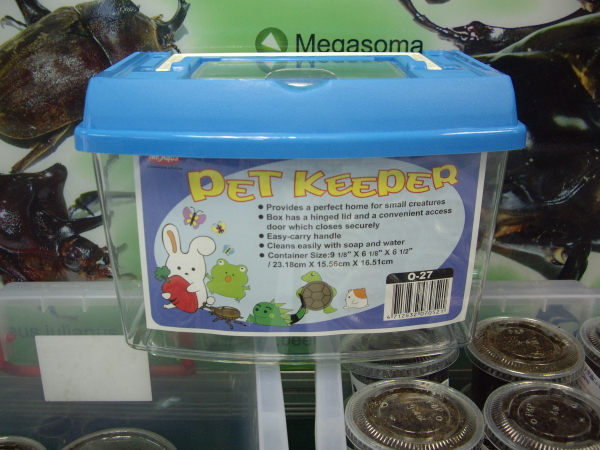 Megasoma
PET KEEPER
● Provides a perfect home for small creatures
● Box has a hinged lid and a convenient access
door which closes securely
● Easy-carry handle
● Cleans easily with soap and water
● Container Size:9 1/8" X 6 1/8" X 6 1/2"
/ 23.18cm X 15.56cm X 16.51cm
O-27